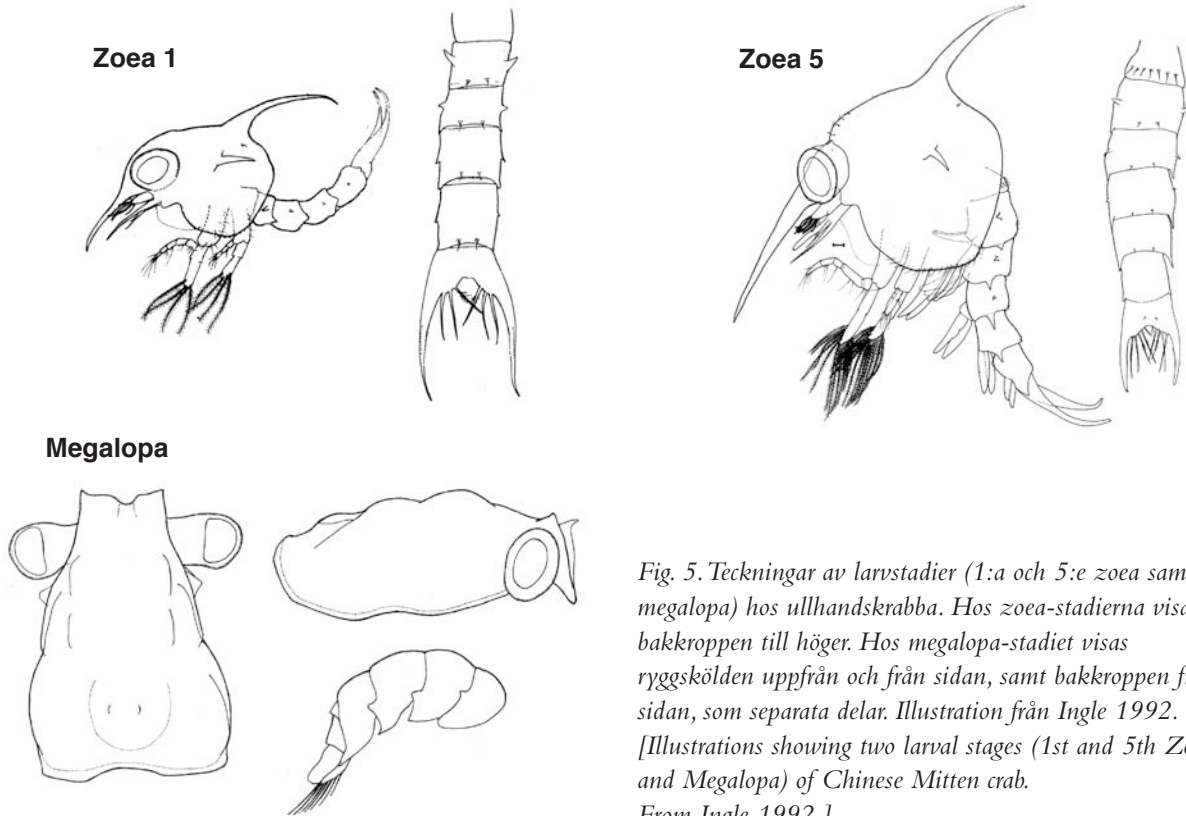 Zoea 1
Zoea 5
Megalopa
Fig. 5. Teckningar av larvstadier (1:a och 5:e zoea sam
megalopa) hos ullhandskrabba. Hos zoea-stadierna visa
bakkroppen till höger. Hos megalopa-stadiet visas
ryggskölden uppifrån och från sidan, samt bakkroppen f
sidan, som separata delar. Illustration från Ingle 1992.
[Illustrations showing two larval stages (1st and 5th Zo
and Megalopa) of Chinese Mitten crab.
From Ingle 1992.]